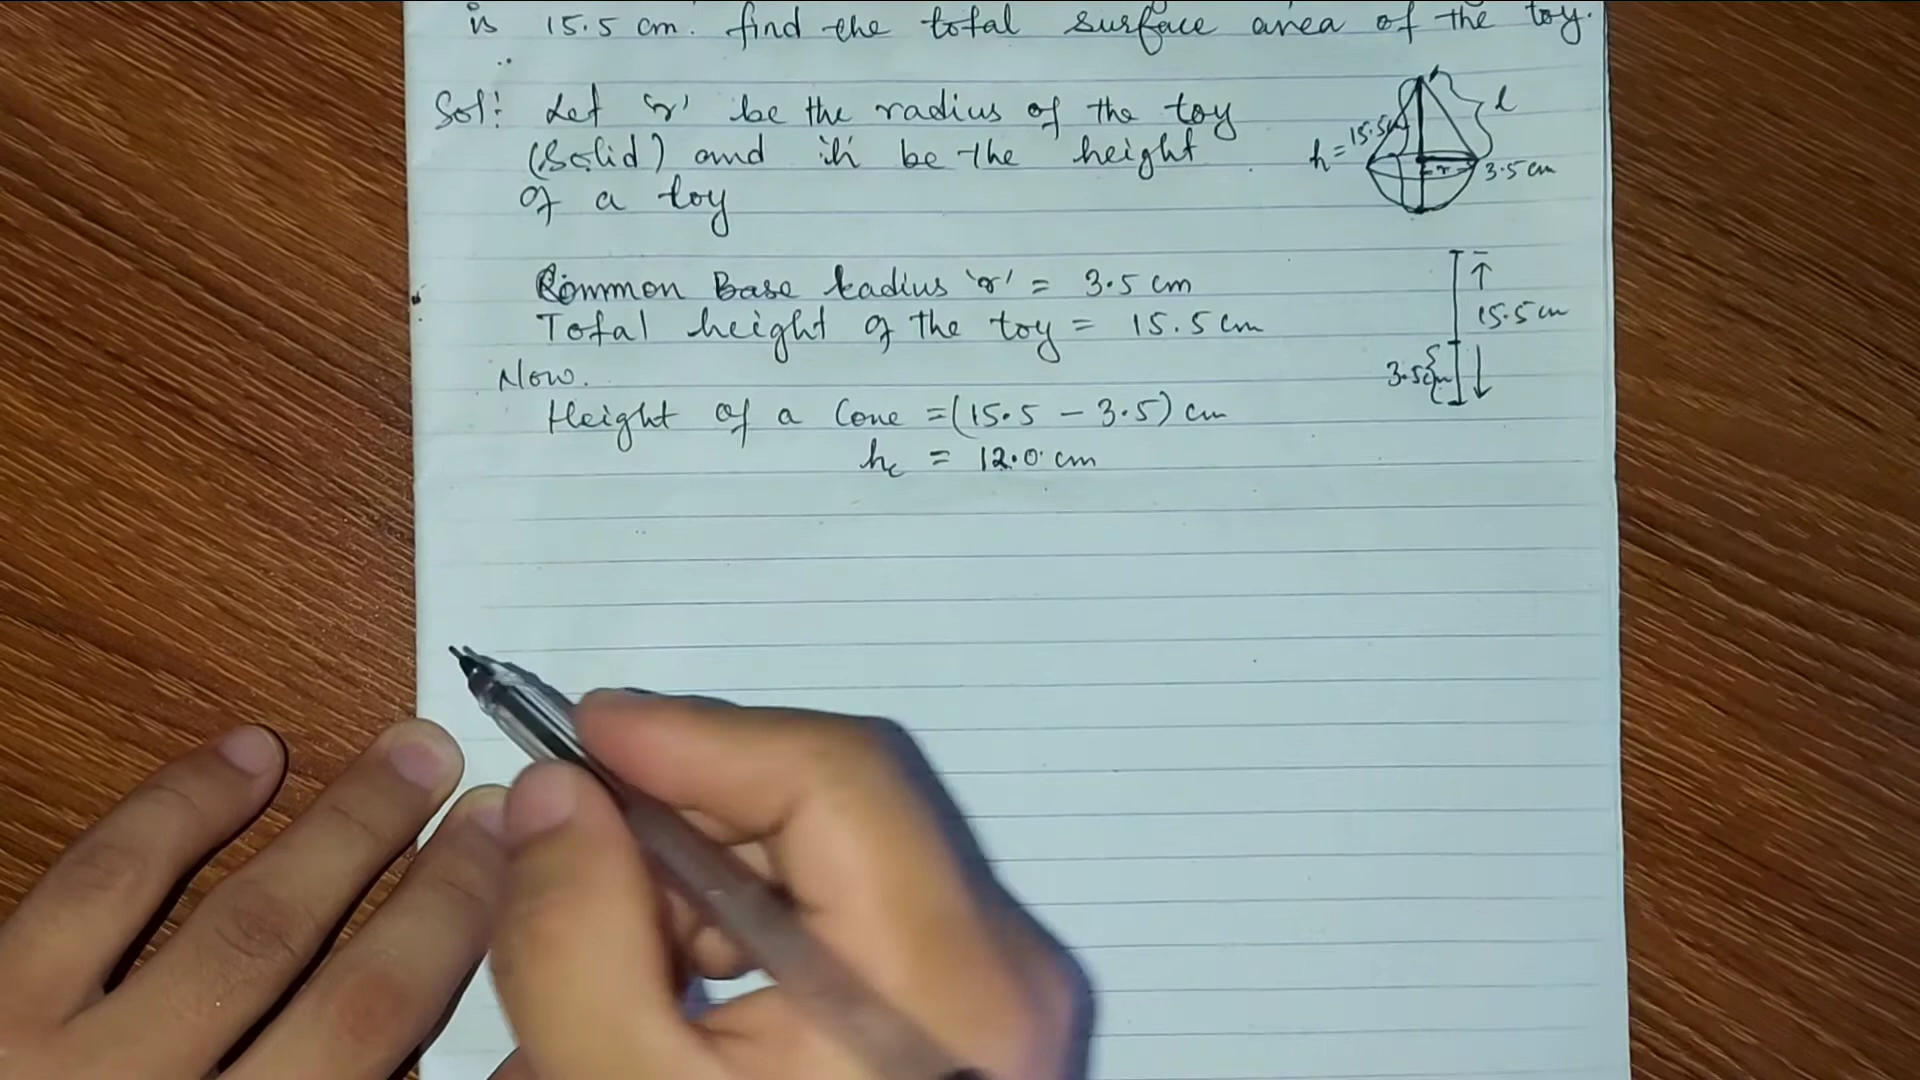 is 15.5 cm. find the total surface area of the toy.
Sol: Let 'r' be the radius of the toy
(Solid) and 'h' be the height
of a toy
h = 15.5cm
l
r
3.5 cm
Common Base radius 'r' = 3.5 cm
Total height of the toy = 15.5 cm
Now.
Height of a Cone = (15.5 - 3.5) cm
hc = 12.0 cm
15.5 cm
3.5cm